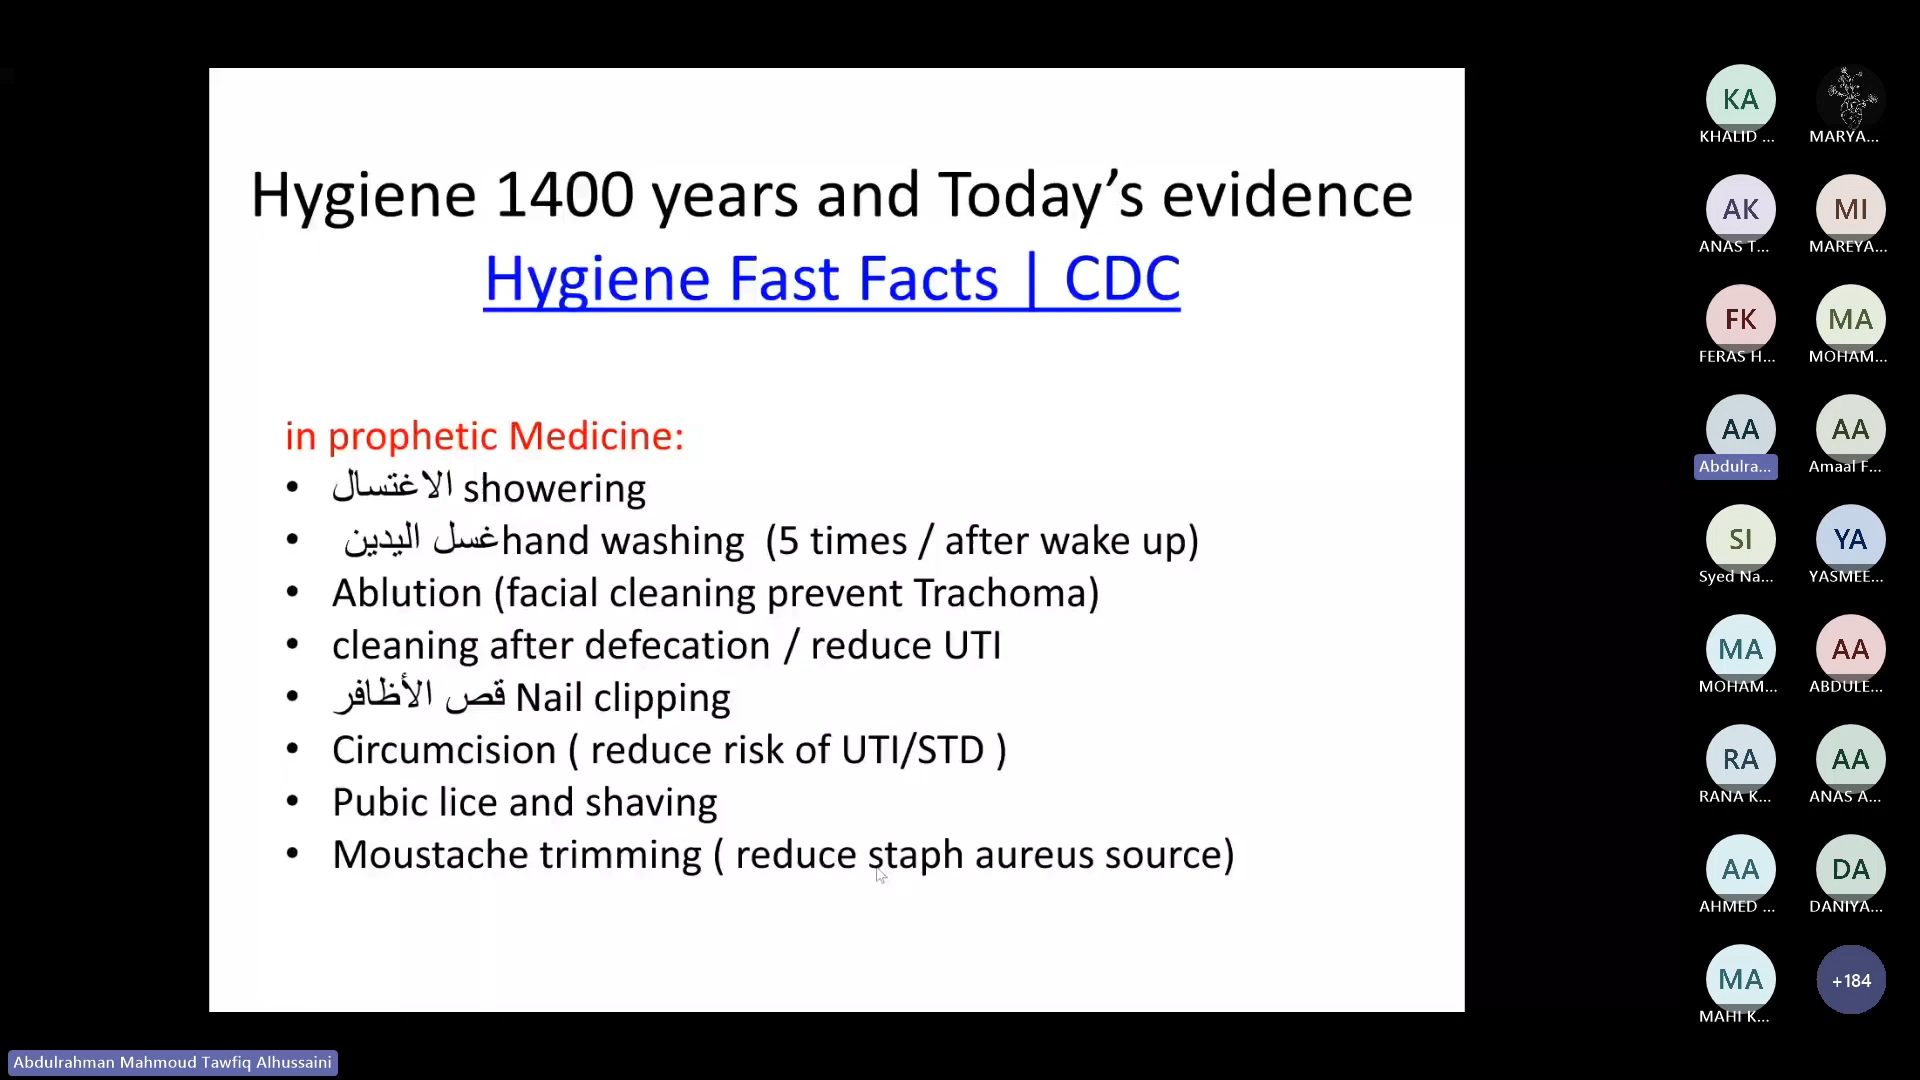 Hygiene 1400 years and Today’s evidence
Hygiene Fast Facts | CDC
in prophetic Medicine:
• الاغتسال showering
• غسل اليدين hand washing (5 times / after wake up)
• Ablution (facial cleaning prevent Trachoma)
• cleaning after defecation / reduce UTI
• قص الأظافر Nail clipping
• Circumcision ( reduce risk of UTI/STD )
• Pubic lice and shaving
• Moustache trimming ( reduce staph aureus source)
KA
KHALID ...
MARYA...
AK
ANAS T...
MI
MAREYA...
FK
FERAS H...
MA
MOHAM...
AA
Abdulra...
AA
Amaal F...
SI
Syed Na...
YA
YASMEE...
MA
MOHAM...
AA
ABDULE...
RA
RANA K...
AA
ANAS A...
AA
AHMED ...
DA
DANIYA...
MA
MAHI K...
+184
Abdulrahman Mahmoud Tawfiq Alhussaini